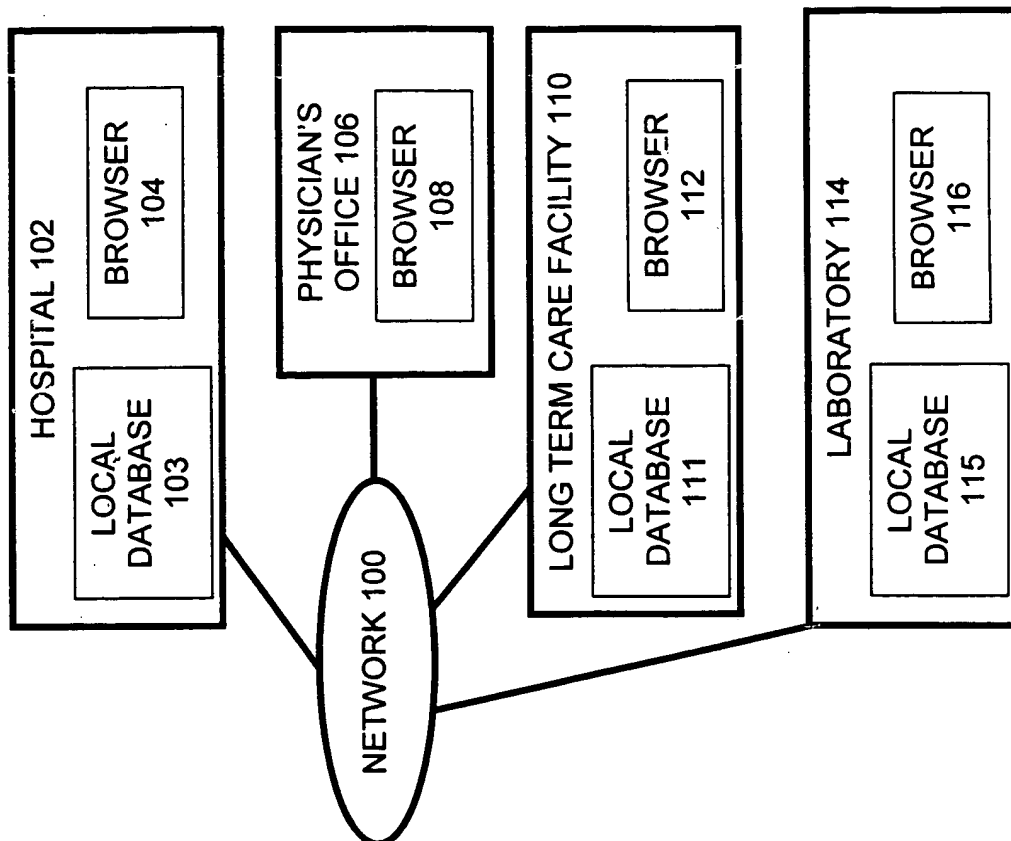 HOSPITAL 102
LOCAL
DATABASE
103
BROWSER
104
PHYSICIAN'S
OFFICE 106
BROWSER
108
NETWORK 100
LONG TERM CARE FACILITY 110
LOCAL
DATABASE
111
BROWSER
112
LABORATORY 114
LOCAL
DATABASE
115
BROWSER
116